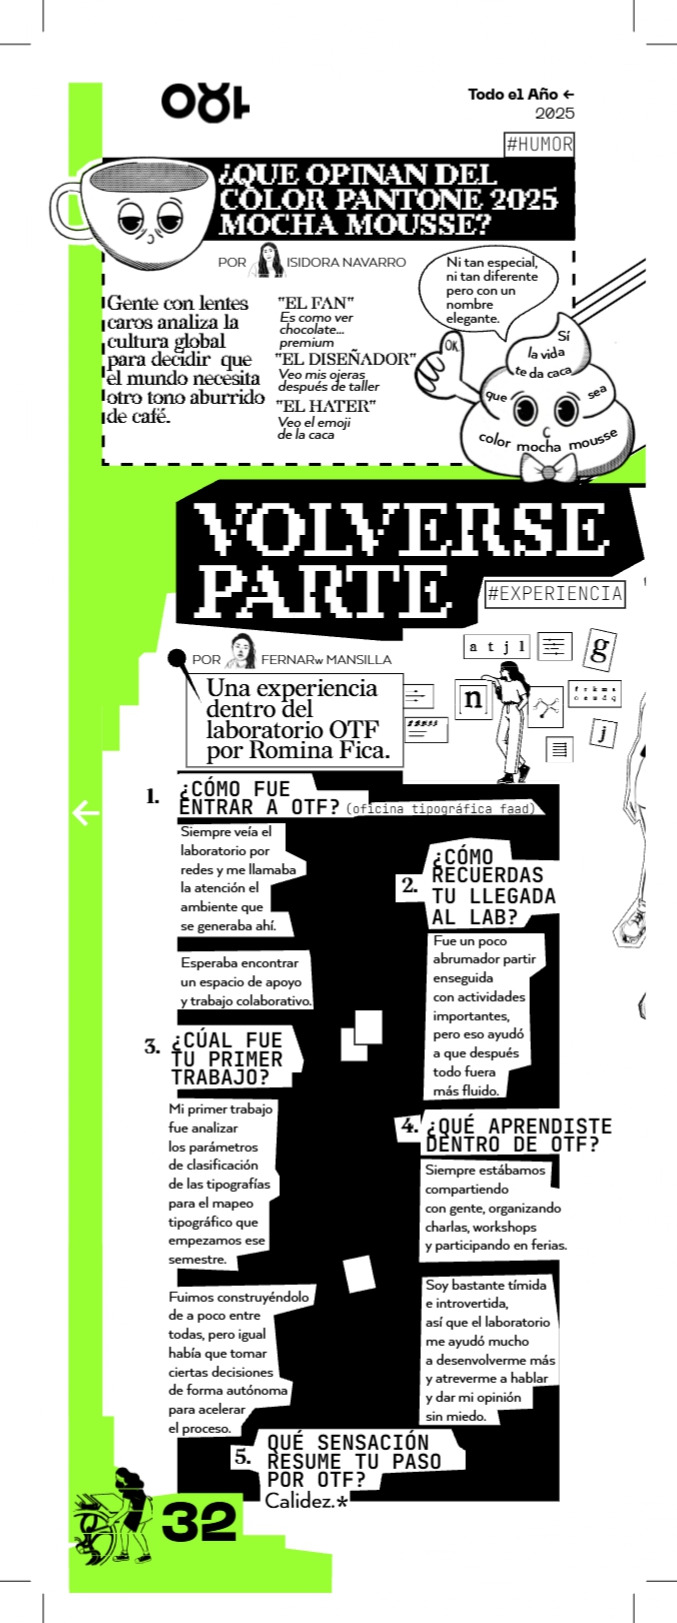 180
Todo el Año ←
2025
#HUMOR
¿QUE OPINAN DEL
COLOR PANTONE 2025
MOCHA MOUSSE?
POR ISIDORA NAVARRO
Gente con lentes
caros analiza la
cultura global
para decidir que
el mundo necesita
otro tono aburrido
de café.
"EL FAN"
Es como ver
chocolate...
premium
"EL DISEÑADOR"
Veo mis ojeras
después de taller
"EL HATER"
Veo el emoji
de la caca
Ni tan especial,
ni tan diferente
pero con un
nombre
elegante.
OK
Sí
la vida
te da caca
que sea
color mocha mousse
VOLVERSE
PARTE
#EXPERIENCIA
POR FERNARw MANSILLA
a t j l
g
n
j
Una experiencia
dentro del
laboratorio OTF
por Romina Fica.
1. ¿CÓMO FUE
ENTRAR A OTF? (oficina tipográfica faad)
Siempre veía el
laboratorio por
redes y me llamaba
la atención el
ambiente que
se generaba ahí.
Esperaba encontrar
un espacio de apoyo
y trabajo colaborativo.
2. ¿CÓMO
RECUERDAS
TU LLEGADA
AL LAB?
Fue un poco
abrumador partir
enseguida
con actividades
importantes,
pero eso ayudó
a que después
todo fuera
más fluido.
3. ¿CÚAL FUE
TU PRIMER
TRABAJO?
Mi primer trabajo
fue analizar
los parámetros
de clasificación
de las tipografías
para el mapeo
tipográfico que
empezamos ese
semestre.
Fuimos construyéndolo
de a poco entre
todas, pero igual
había que tomar
ciertas decisiones
de forma autónoma
para acelerar
el proceso.
4. ¿QUÉ APRENDISTE
DENTRO DE OTF?
Siempre estábamos
compartiendo
con gente, organizando
charlas, workshops
y participando en ferias.
Soy bastante tímida
e introvertida,
así que el laboratorio
me ayudó mucho
a desenvolverme más
y atreverme a hablar
y dar mi opinión
sin miedo.
5. QUÉ SENSACIÓN
RESUME TU PASO
POR OTF?
Calidez.*
32